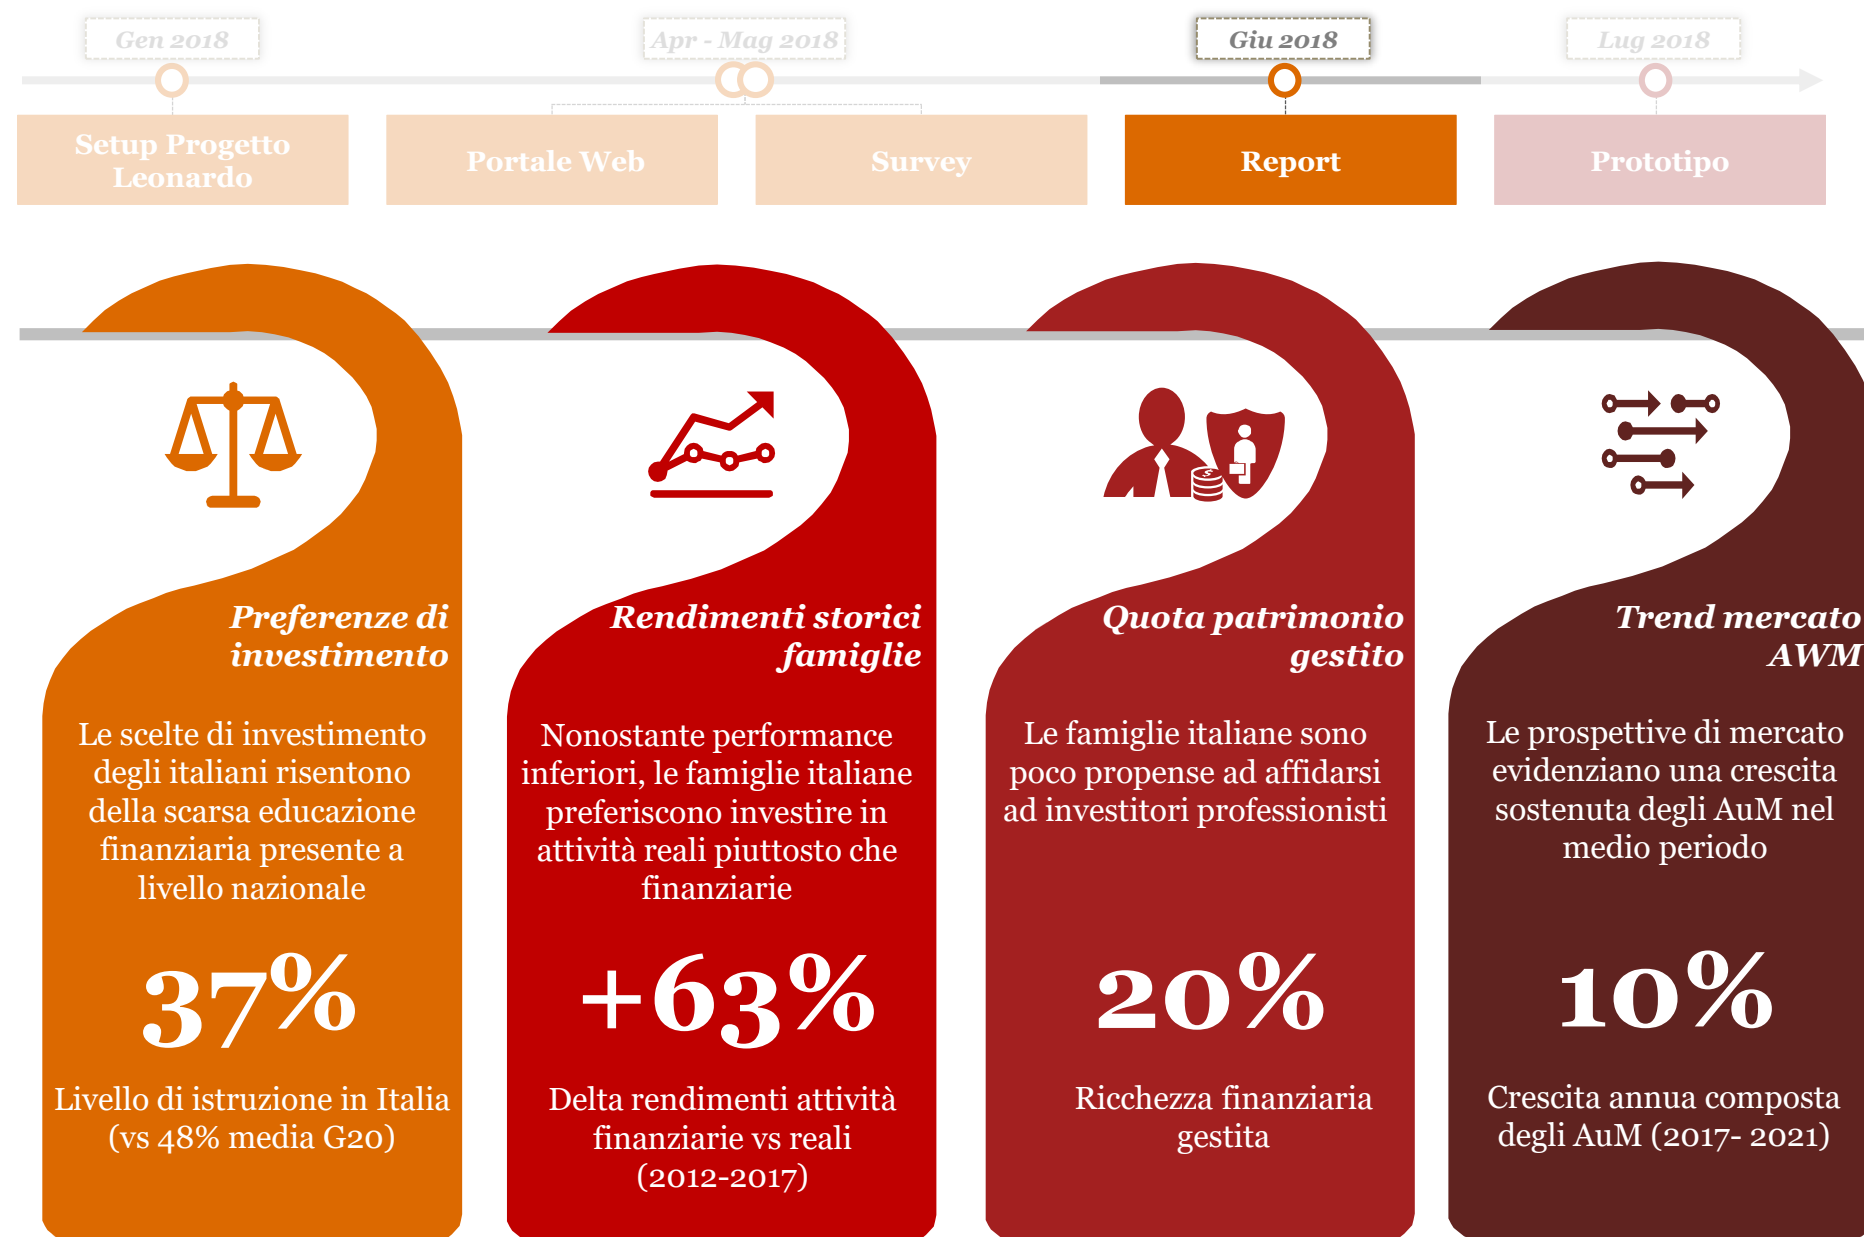 Gen 2018
Apr - Mag 2018
Giu 2018
Lug 2018
Setup Progetto
Leonardo
Portale Web
Survey
Report
Prototipo
Preferenze di
investimento
Le scelte di investimento
degli italiani risentono
della scarsa educazione
finanziaria presente a
livello nazionale
37%
Livello di istruzione in Italia
(vs 48% media G20)
Rendimenti storici
famiglie
Nonostante performance
inferiori, le famiglie italiane
preferiscono investire in
attività reali piuttosto che
finanziarie
+63%
Delta rendimenti attività
finanziarie vs reali
(2012-2017)
Quota patrimonio
gestito
Le famiglie italiane sono
poco propense ad affidarsi
ad investitori professionisti
20%
Ricchezza finanziaria
gestita
Trend mercato
AWM
Le prospettive di mercato
evidenziano una crescita
sostenuta degli AuM nel
medio periodo
10%
Crescita annua composta
degli AuM (2017- 2021)